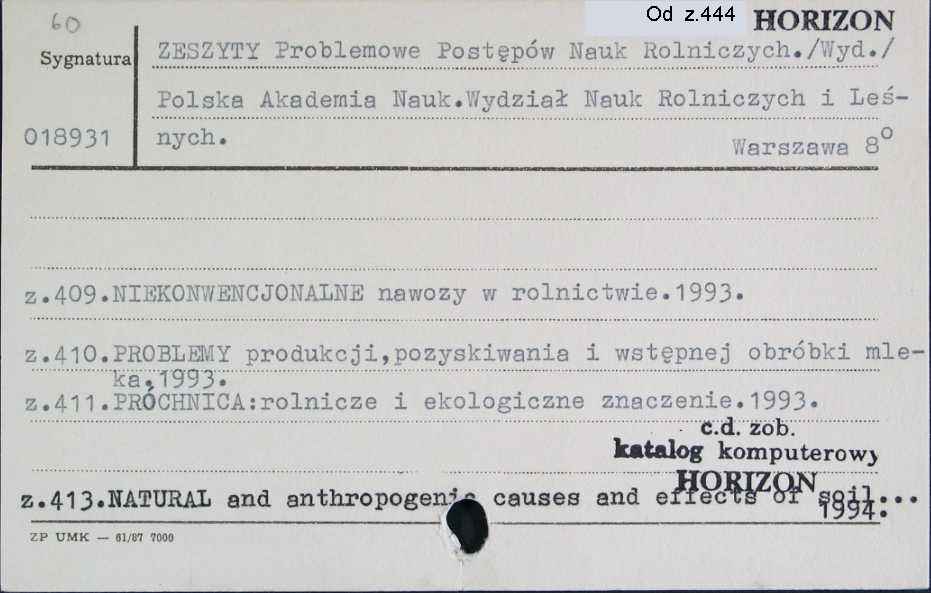 60
Od z.444 HORIZON
Sygnatura
ZESZYTY Problemowe Postępów Nauk Rolniczych./Wyd./
Polska Akademia Nauk.Wydział Nauk Rolniczych i Leś-
018931
nych.
Warszawa 8o
z.409.NIEKONWENCJONALNE nawozy w rolnictwie.1993.
z.410.PROBLEMY produkcji,pozyskiwania i wstępnej obróbki mle-
ka.1993.
z.411.PRÓCHNICA:rolnicze i ekologiczne znaczenie.1993.
c.d. zob.
katalog komputerowy
HORIZON
z.413.NATURAL and anthropogenic causes and effects of soil...
1994.
ZP UMK — 61/87 7000